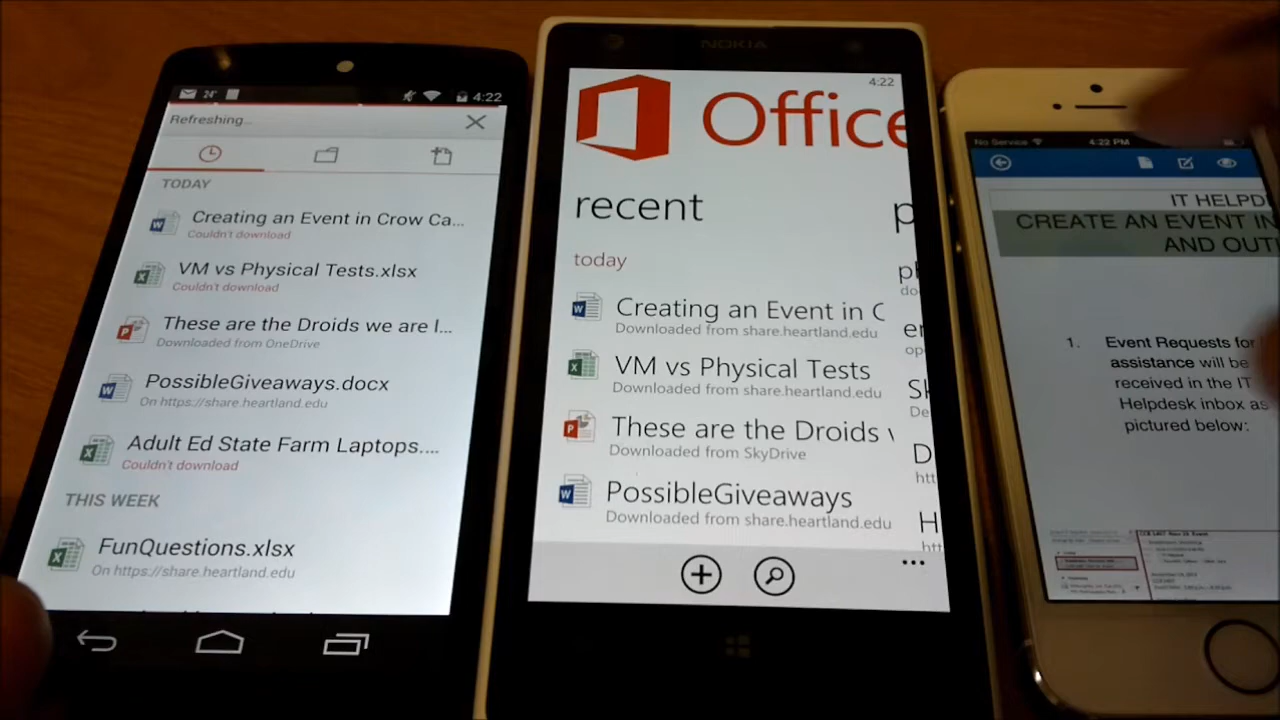 24°
4:22
Refreshing...
TODAY
Creating an Event in Crow Ca...
Couldn't download
VM vs Physical Tests.xlsx
Couldn't download
These are the Droids we are l...
Downloaded from OneDrive
PossibleGiveaways.docx
On https://share.heartland.edu
Adult Ed State Farm Laptops....
Couldn't download
THIS WEEK
FunQuestions.xlsx
On https://share.heartland.edu
NOKIA
4:22
Office
recent
today
Creating an Event in C
Downloaded from share.heartland.edu
VM vs Physical Tests
Downloaded from share.heartland.edu
These are the Droids w
Downloaded from SkyDrive
PossibleGiveaways
Downloaded from share.heartland.edu
No Service
4:22 PM
IT HELPD
CREATE AN EVENT IN
AND OUT
1. Event Requests for
assistance will be
received in the IT
Helpdesk inbox as
pictured below: